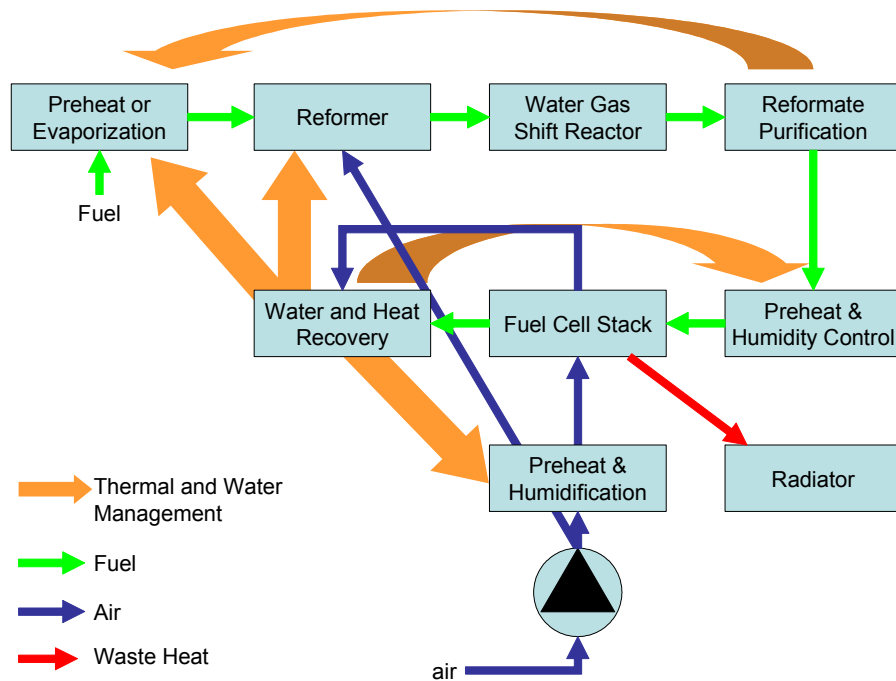 Preheat or
Evaporization
Reformer
Water Gas
Shift Reactor
Reformate
Purification
Fuel
Water and Heat
Recovery
Fuel Cell Stack
Preheat &
Humidity Control
Preheat &
Humidification
Radiator
Thermal and Water
Management
Fuel
Air
Waste Heat
air